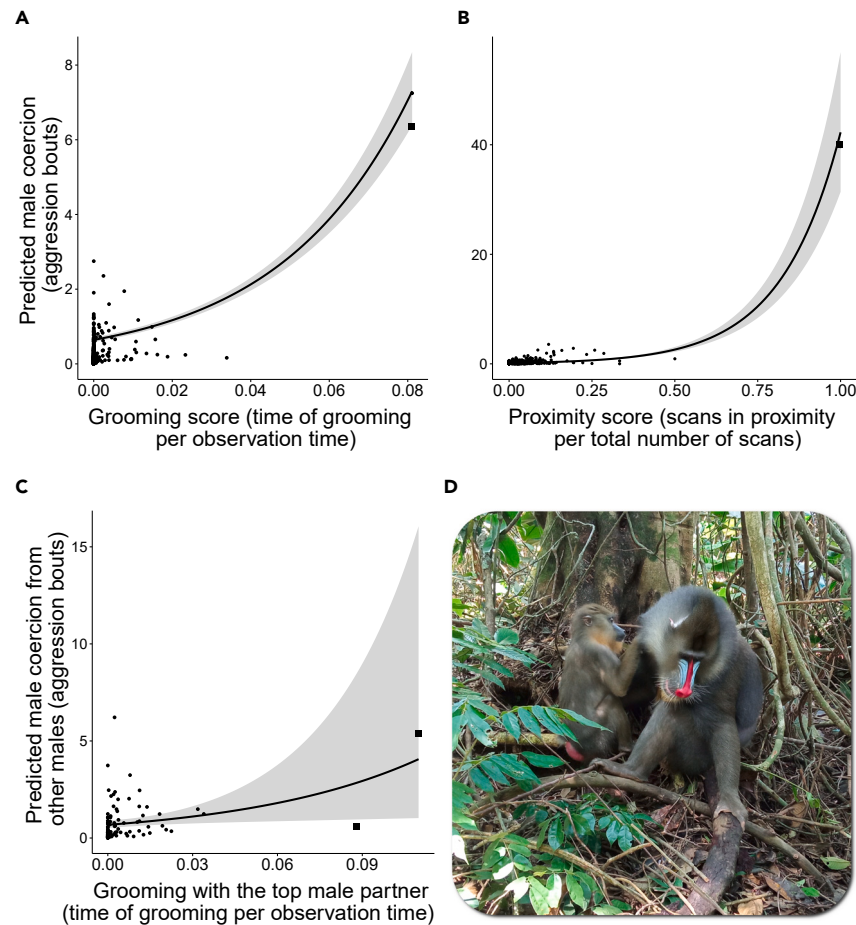 A
Predicted male coercion
(aggression bouts)
8
6
4
2
0
0.00 0.02 0.04 0.06 0.08
Grooming score (time of grooming
per observation time)
B
40
20
0
0.00 0.25 0.50 0.75 1.00
Proximity score (scans in proximity
per total number of scans)
C
Predicted male coercion from
other males (aggression bouts)
15
10
5
0
0.00 0.03 0.06 0.09
Grooming with the top male partner
(time of grooming per observation time)
D